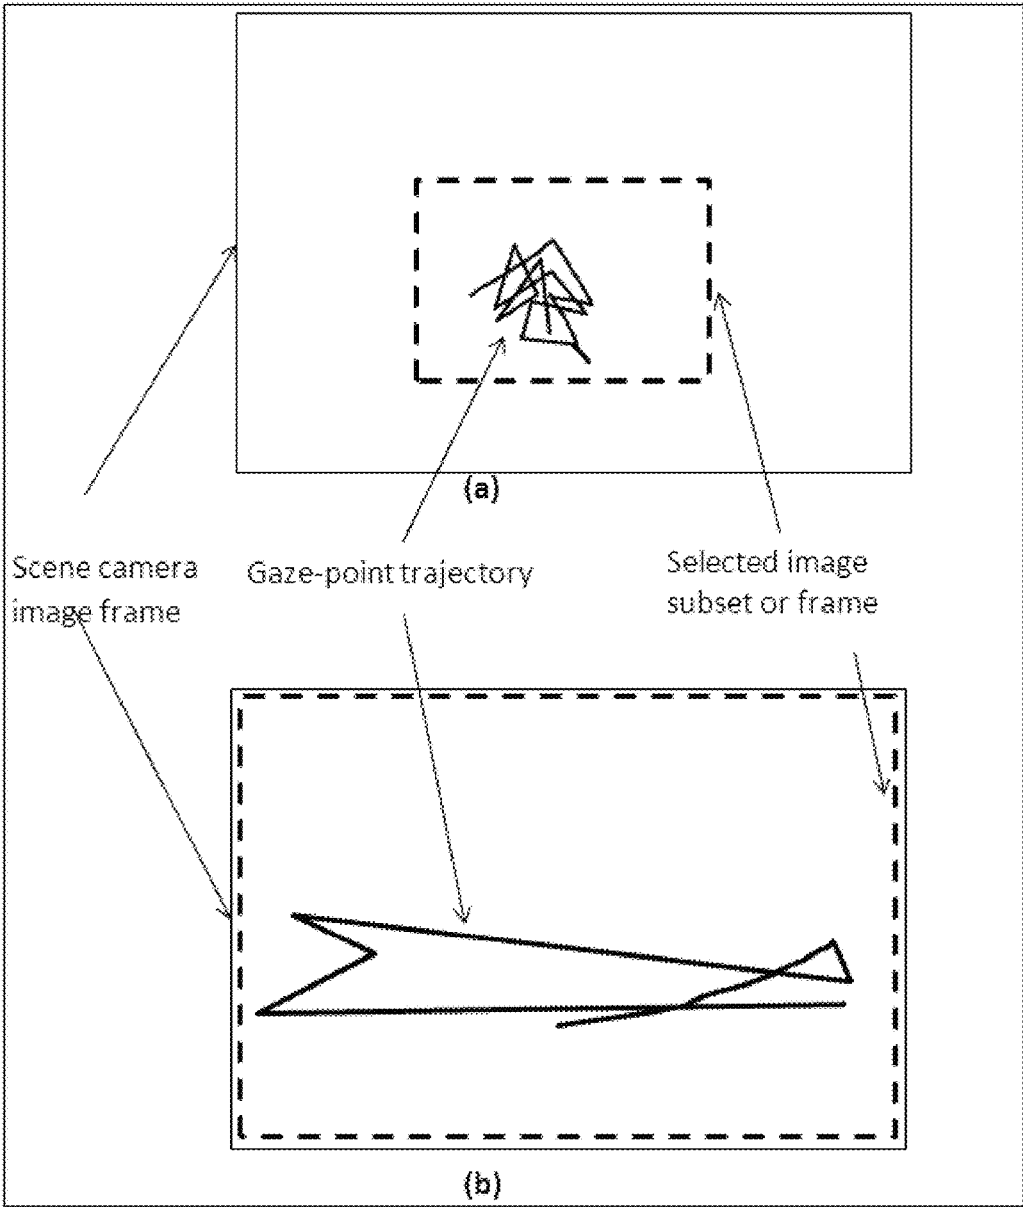 (a)
Scene camera
image frame
Gaze-point trajectory
Selected image
subset or frame
(b)